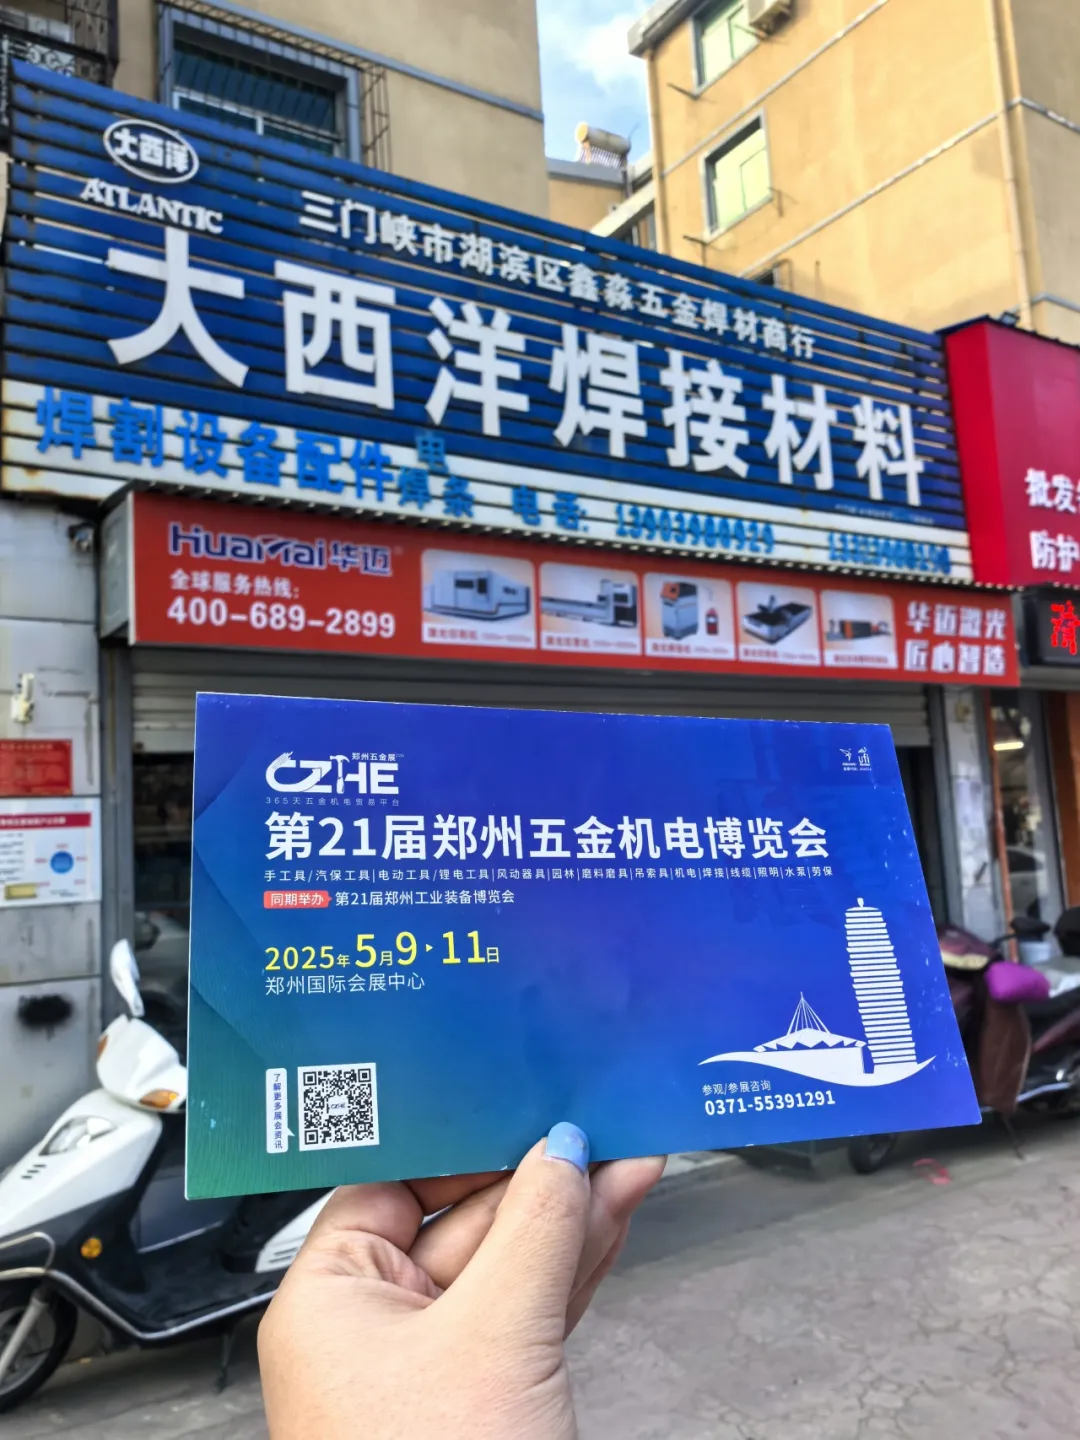 大西洋
ATLANTIC
三门峡市湖滨区鑫淼五金焊材商行
大西洋焊接材料
焊割设备配件
电
焊条
电话:
13903980929
批发
防护
HuaMai华迈
全球服务热线:
400-689-2899
华迈激光
匠心智造
CZHE
郑州五金展
365天五金机电贸易平台
第21届郑州五金机电博览会
手工具/汽保工具|电动工具/锂电工具|风动器具|园林|磨料磨具|吊索具|机电|焊接|线缆|照明|水泵|劳保
同期举办 第21届郑州工业装备博览会
2025年5月9·11日
郑州国际会展中心
了解更多展会资讯
参观/参展咨询
0371-55391291